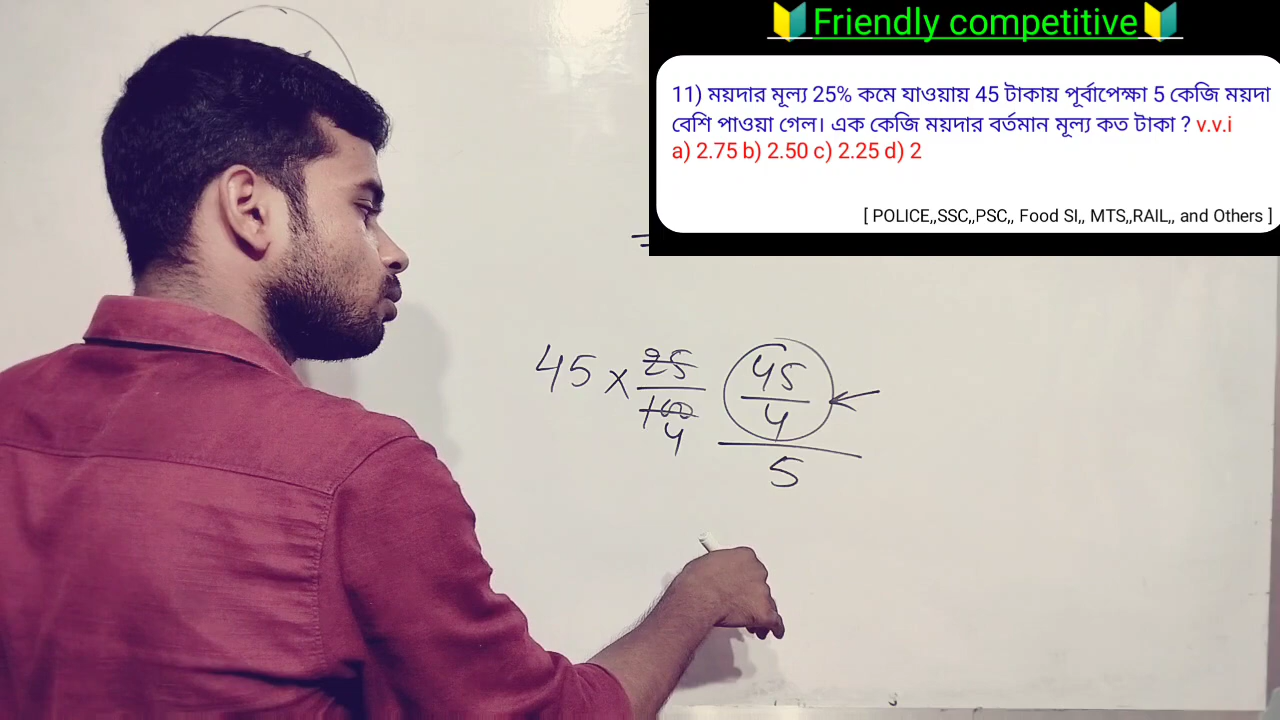 🔰Friendly competitive🔰
11) ময়দার মূল্য 25% কমে যাওয়ায় 45 টাকায় পূর্বাপেক্ষা 5 কেজি ময়দা
বেশি পাওয়া গেল। এক কেজি ময়দার বর্তমান মূল্য কত টাকা ? v.v.i
a) 2.75 b) 2.50 c) 2.25 d) 2
[ POLICE,,SSC,,PSC,, Food SI,, MTS,,RAIL,, and Others ]
=
45 × 25 45
100 4
4
5